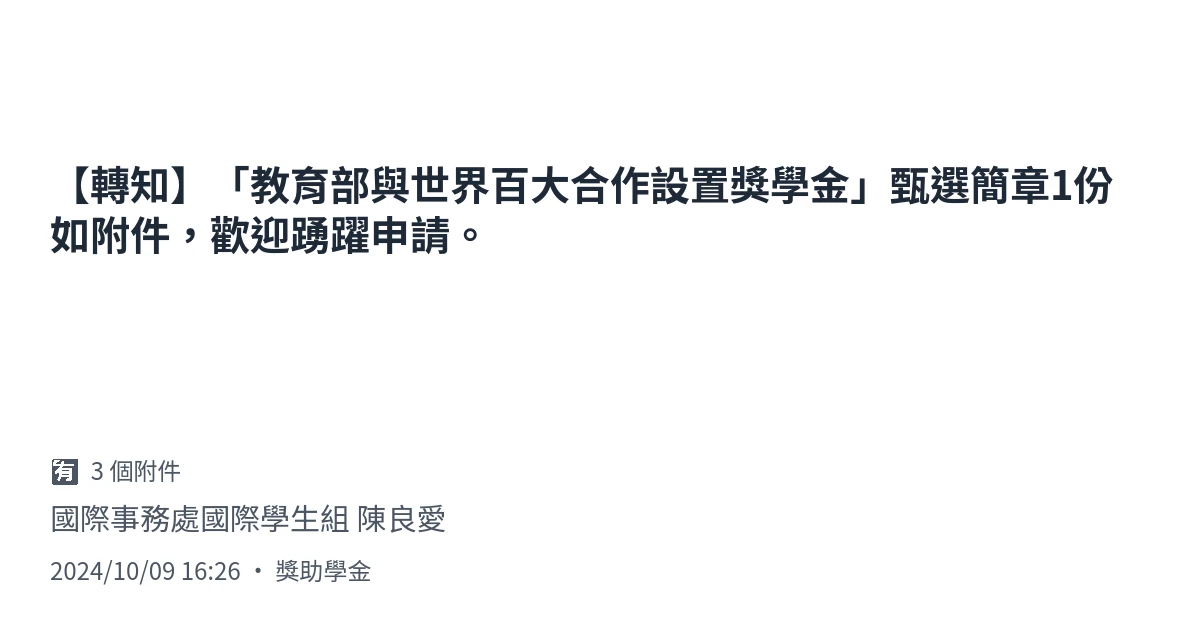 【轉知】「教育部與世界百大合作設置獎學金」甄選簡章1份
如附件，歡迎踴躍申請。
有 3 個附件
國際事務處國際學生組 陳良愛
2024/10/09 16:26 • 獎助學金